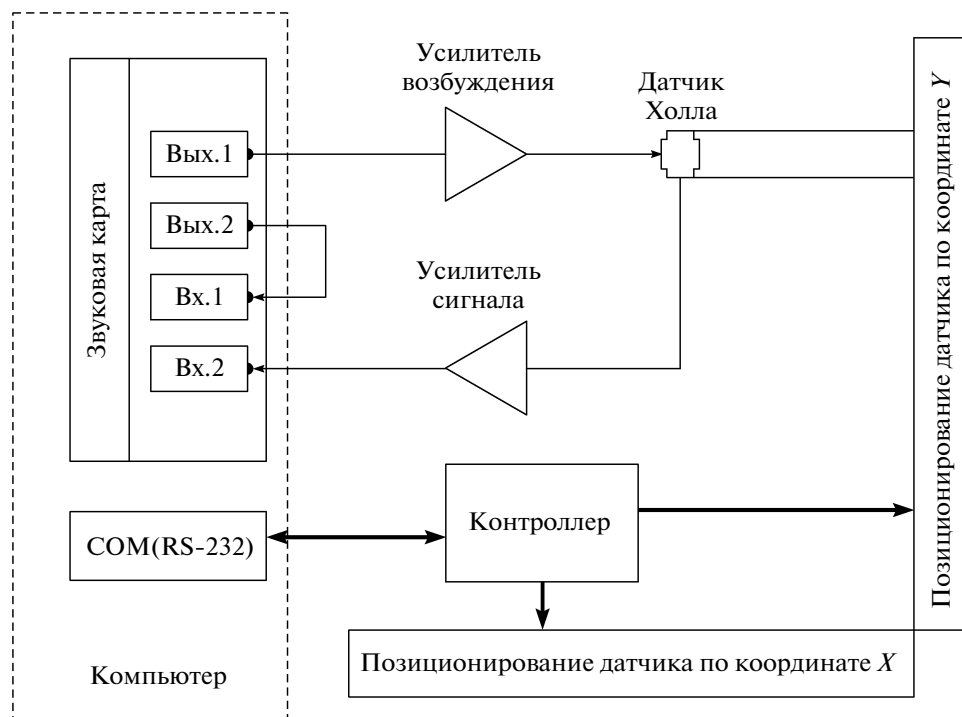 Усилитель
возбуждения
Датчик
Холла
Звуковая карта
Вых.1
Вых.2
Вх.1
Вх.2
Усилитель
сигнала
Позиционирование датчика по координате Y
COM(RS-232)
Контроллер
Компьютер
Позиционирование датчика по координате X